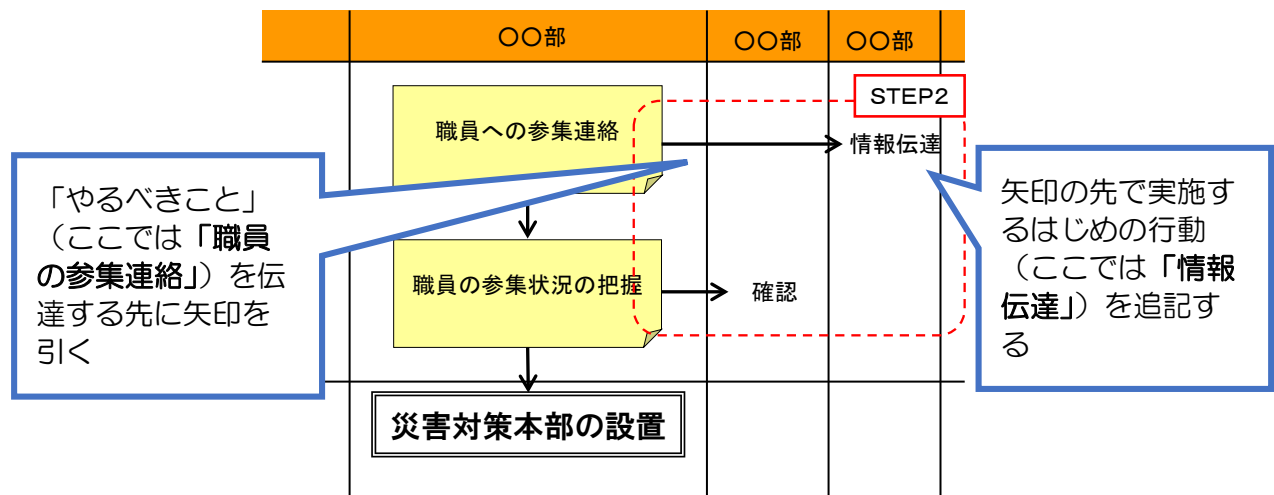 〇〇部
〇〇部
〇〇部
STEP2
職員への参集連絡
情報伝達
「やるべきこと」
（ここでは「職員
の参集連絡」）を伝
達する先に矢印を
引く
矢印の先で実施す
るはじめの行動
（ここでは「情報
伝達」）を追記す
る
職員の参集状況の把握
確認
災害対策本部の設置